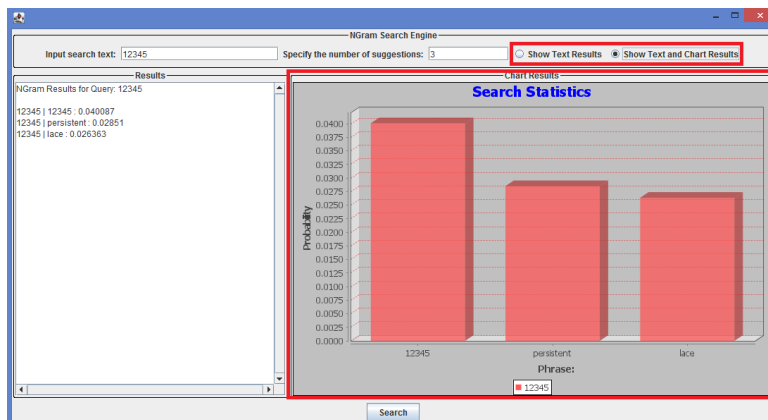 NGram Search Engine
Input search text: 12345 Specify the number of suggestions: 3 Show Text Results Show Text and Chart Results
Results
NGram Results for Query: 12345
12345 | 12345 : 0.040087
12345 | persistent : 0.02851
12345 | lace : 0.026363
Chart Results
Search Statistics
0.0400
0.0375
0.0350
0.0325
0.0300
0.0275
0.0250
0.0225
0.0200
0.0175
0.0150
0.0125
0.0100
0.0075
0.0050
0.0025
0.0000
Probability
12345 persistent lace
Phrase:
12345
Search